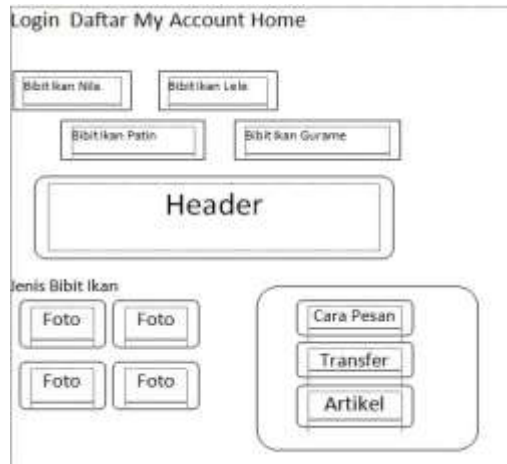 Login Daftar My Account Home
Bibit Ikan Nila Bibit Ikan Lele
Bibit Ikan Patin Bibit Ikan Gurame
Header
Jenis Bibit Ikan
Foto Foto
Foto Foto
Cara Pesan
Transfer
Artikel